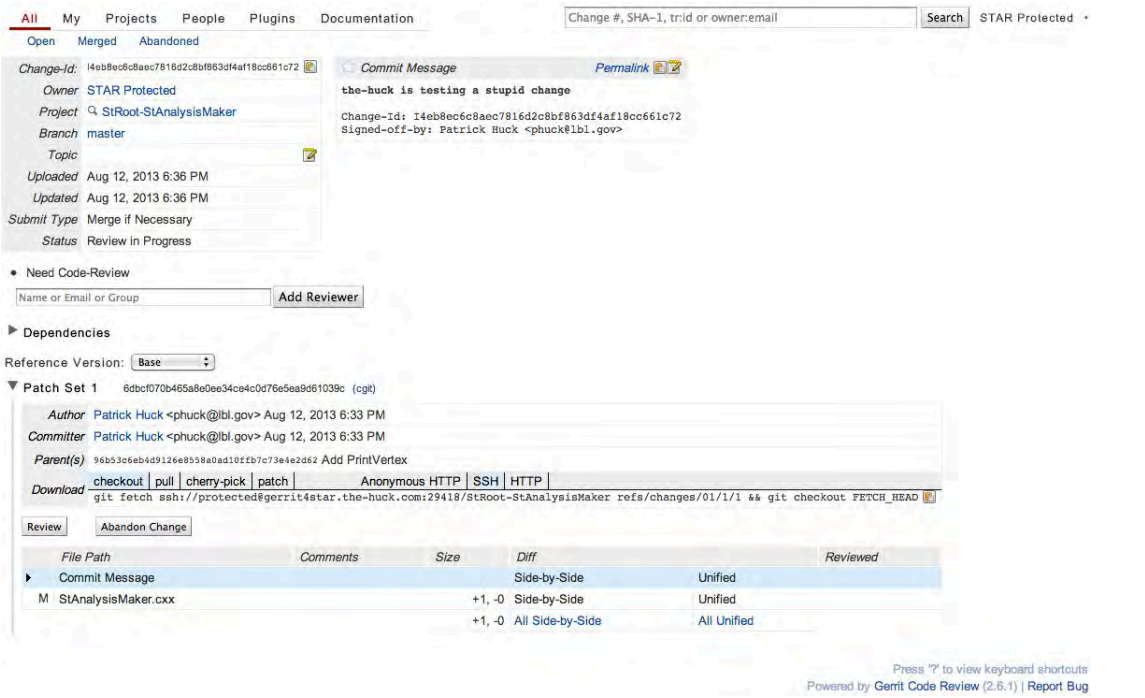 All My Projects People Plugins Documentation
Change #, SHA-1, tr:id or owner:email Search STAR Protected
Open Merged Abandoned
Change-Id: I4eb8ec6c8aec7816d2c8bf863df4af18cc661c72
Owner STAR Protected
Project StRoot-StAnalysisMaker
Branch master
Topic
Uploaded Aug 12, 2013 6:36 PM
Updated Aug 12, 2013 6:36 PM
Submit Type Merge if Necessary
Status Review in Progress
Commit Message Permalink
the-huck is testing a stupid change
Change-Id: I4eb8ec6c8aec7816d2c8bf863df4af18cc661c72
Signed-off-by: Patrick Huck <phuck@lbl.gov>
• Need Code-Review
Name or Email or Group Add Reviewer
Dependencies
Reference Version: Base
Patch Set 1 6dbcf070b465a8e0ee34ce4c0d76e5ea9d61039c (cgit)
Author Patrick Huck <phuck@lbl.gov> Aug 12, 2013 6:33 PM
Committer Patrick Huck <phuck@lbl.gov> Aug 12, 2013 6:33 PM
Parent(s) 96b53c6eb4d9126e8558a0ad10ffb7c73e4e2d62 Add PrintVertex
Download checkout | pull | cherry-pick | patch | Anonymous HTTP | SSH | HTTP |
git fetch ssh://protected@gerrit4star.the-huck.com:29418/StRoot-StAnalysisMaker refs/changes/01/1/1 && git checkout FETCH_HEAD
Review Abandon Change
File Path Comments Size Diff Reviewed
Commit Message Side-by-Side Unified
M StAnalysisMaker.cxx +1, -0 Side-by-Side Unified
+1, -0 All Side-by-Side All Unified
Press '?' to view keyboard shortcuts
Powered by Gerrit Code Review (2.6.1) | Report Bug